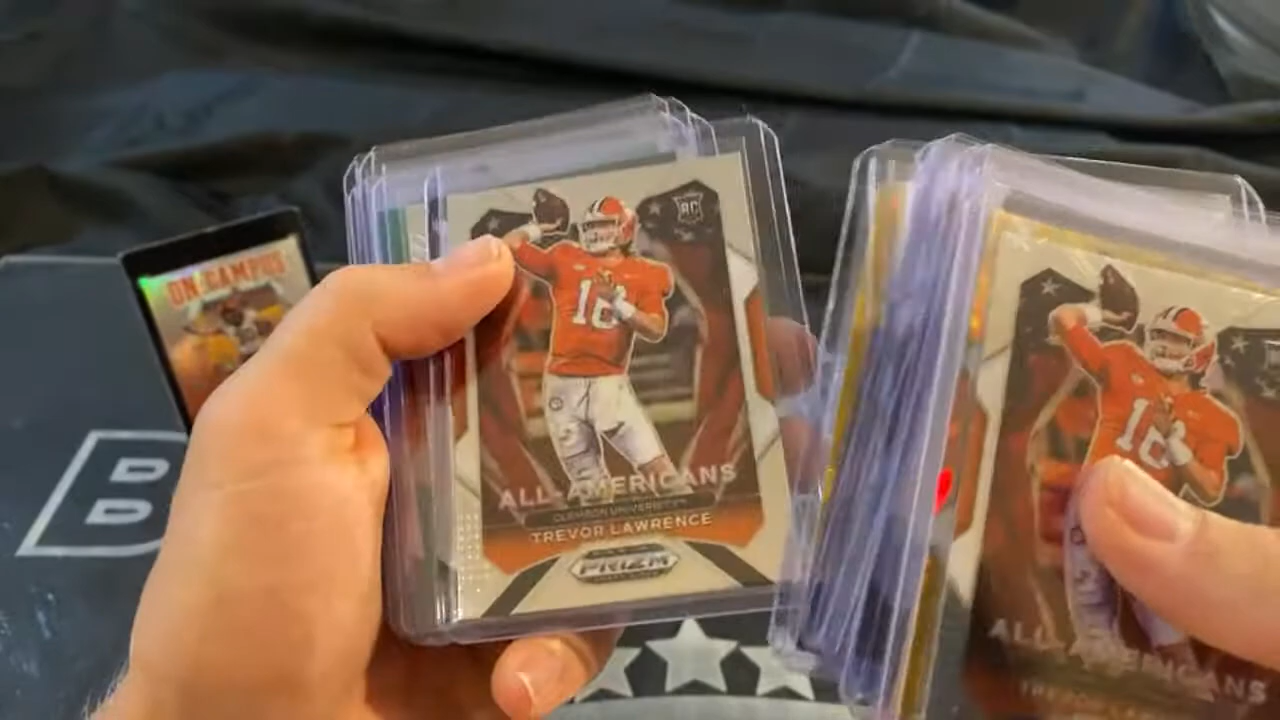 ON CAMPUS
RC
16
ALL-AMERICANS
CLEMSON UNIVERSITY
TREVOR LAWRENCE
PRIZM
16
ALL-AMERICANS
B